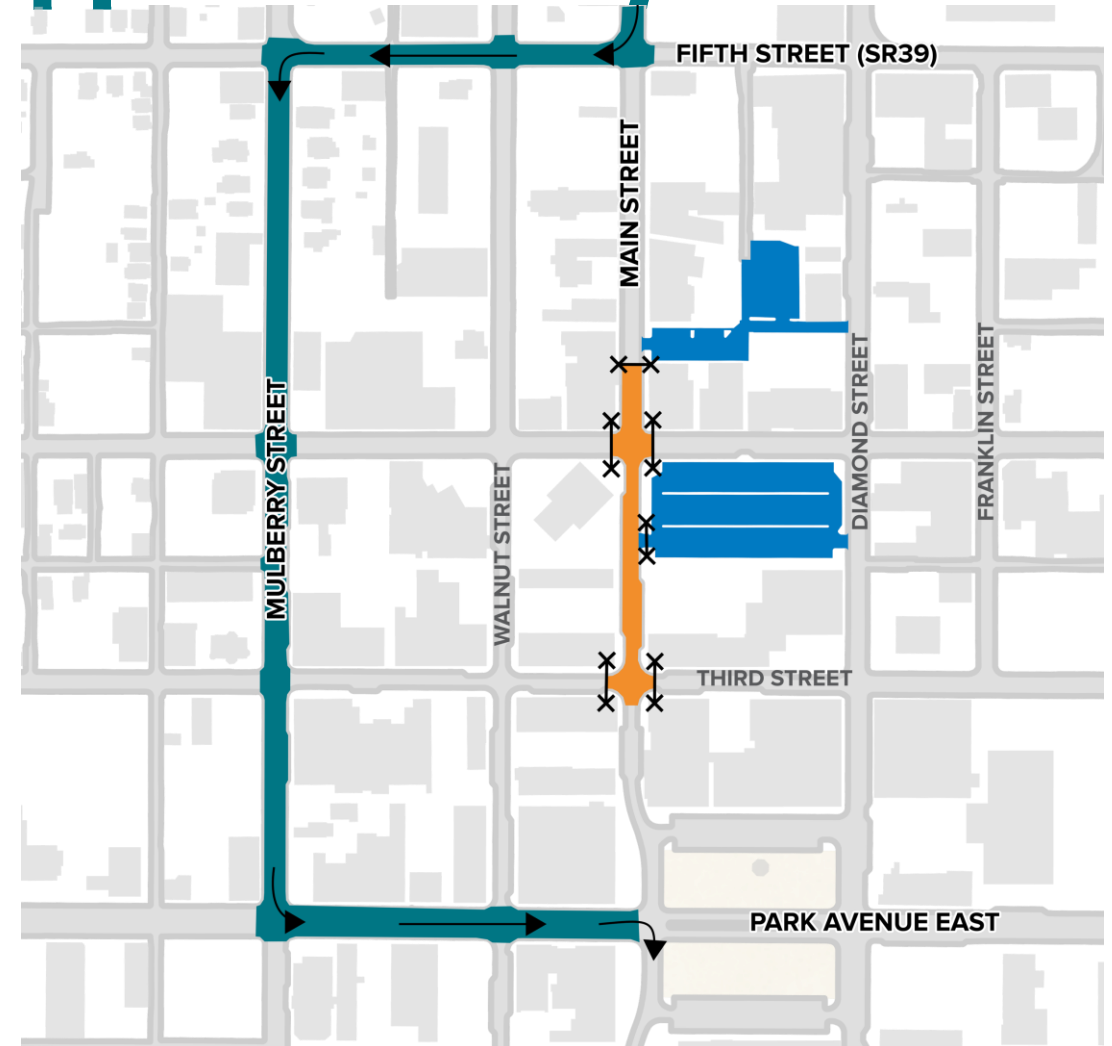 FIFTH STREET (SR39)
MAIN STREET
DIAMOND STREET
FRANKLIN STREET
MULBERRY STREET
WALNUT STREET
THIRD STREET
PARK AVENUE EAST